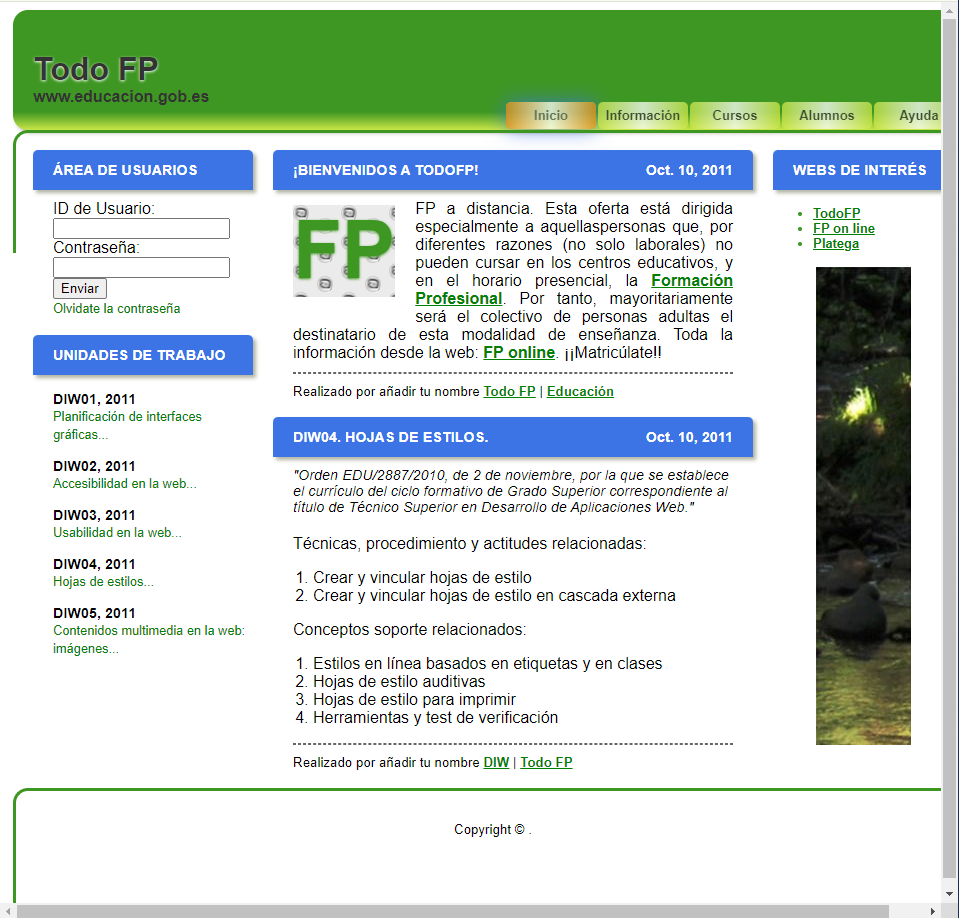 Todo FP
www.educacion.gob.es
Inicio
Información
Cursos
Alumnos
Ayuda
ÁREA DE USUARIOS
ID de Usuario:
Contraseña:
Enviar
Olvidate la contraseña
UNIDADES DE TRABAJO
DIW01, 2011
Planificación de interfaces
gráficas...
DIW02, 2011
Accesibilidad en la web...
DIW03, 2011
Usabilidad en la web...
DIW04, 2011
Hojas de estilos...
DIW05, 2011
Contenidos multimedia en la web:
imágenes...
¡BIENVENIDOS A TODOFP! Oct. 10, 2011
FP
FP a distancia. Esta oferta está dirigida
especialmente a aquellaspersonas que, por
diferentes razones (no solo laborales) no
pueden cursar en los centros educativos, y
en el horario presencial, la Formación
Profesional. Por tanto, mayoritariamente
será el colectivo de personas adultas el
destinatario de esta modalidad de enseñanza. Toda la
información desde la web: FP online. ¡¡Matricúlate!!
Realizado por añadir tu nombre Todo FP | Educación
DIW04. HOJAS DE ESTILOS. Oct. 10, 2011
"Orden EDU/2887/2010, de 2 de noviembre, por la que se establece
el currículo del ciclo formativo de Grado Superior correspondiente al
título de Técnico Superior en Desarrollo de Aplicaciones Web."
Técnicas, procedimiento y actitudes relacionadas:
1. Crear y vincular hojas de estilo
2. Crear y vincular hojas de estilo en cascada externa
Conceptos soporte relacionados:
1. Estilos en línea basados en etiquetas y en clases
2. Hojas de estilo auditivas
3. Hojas de estilo para imprimir
4. Herramientas y test de verificación
Realizado por añadir tu nombre DIW | Todo FP
WEBS DE INTERÉS
• TodoFP
• FP on line
• Platega
Copyright © .